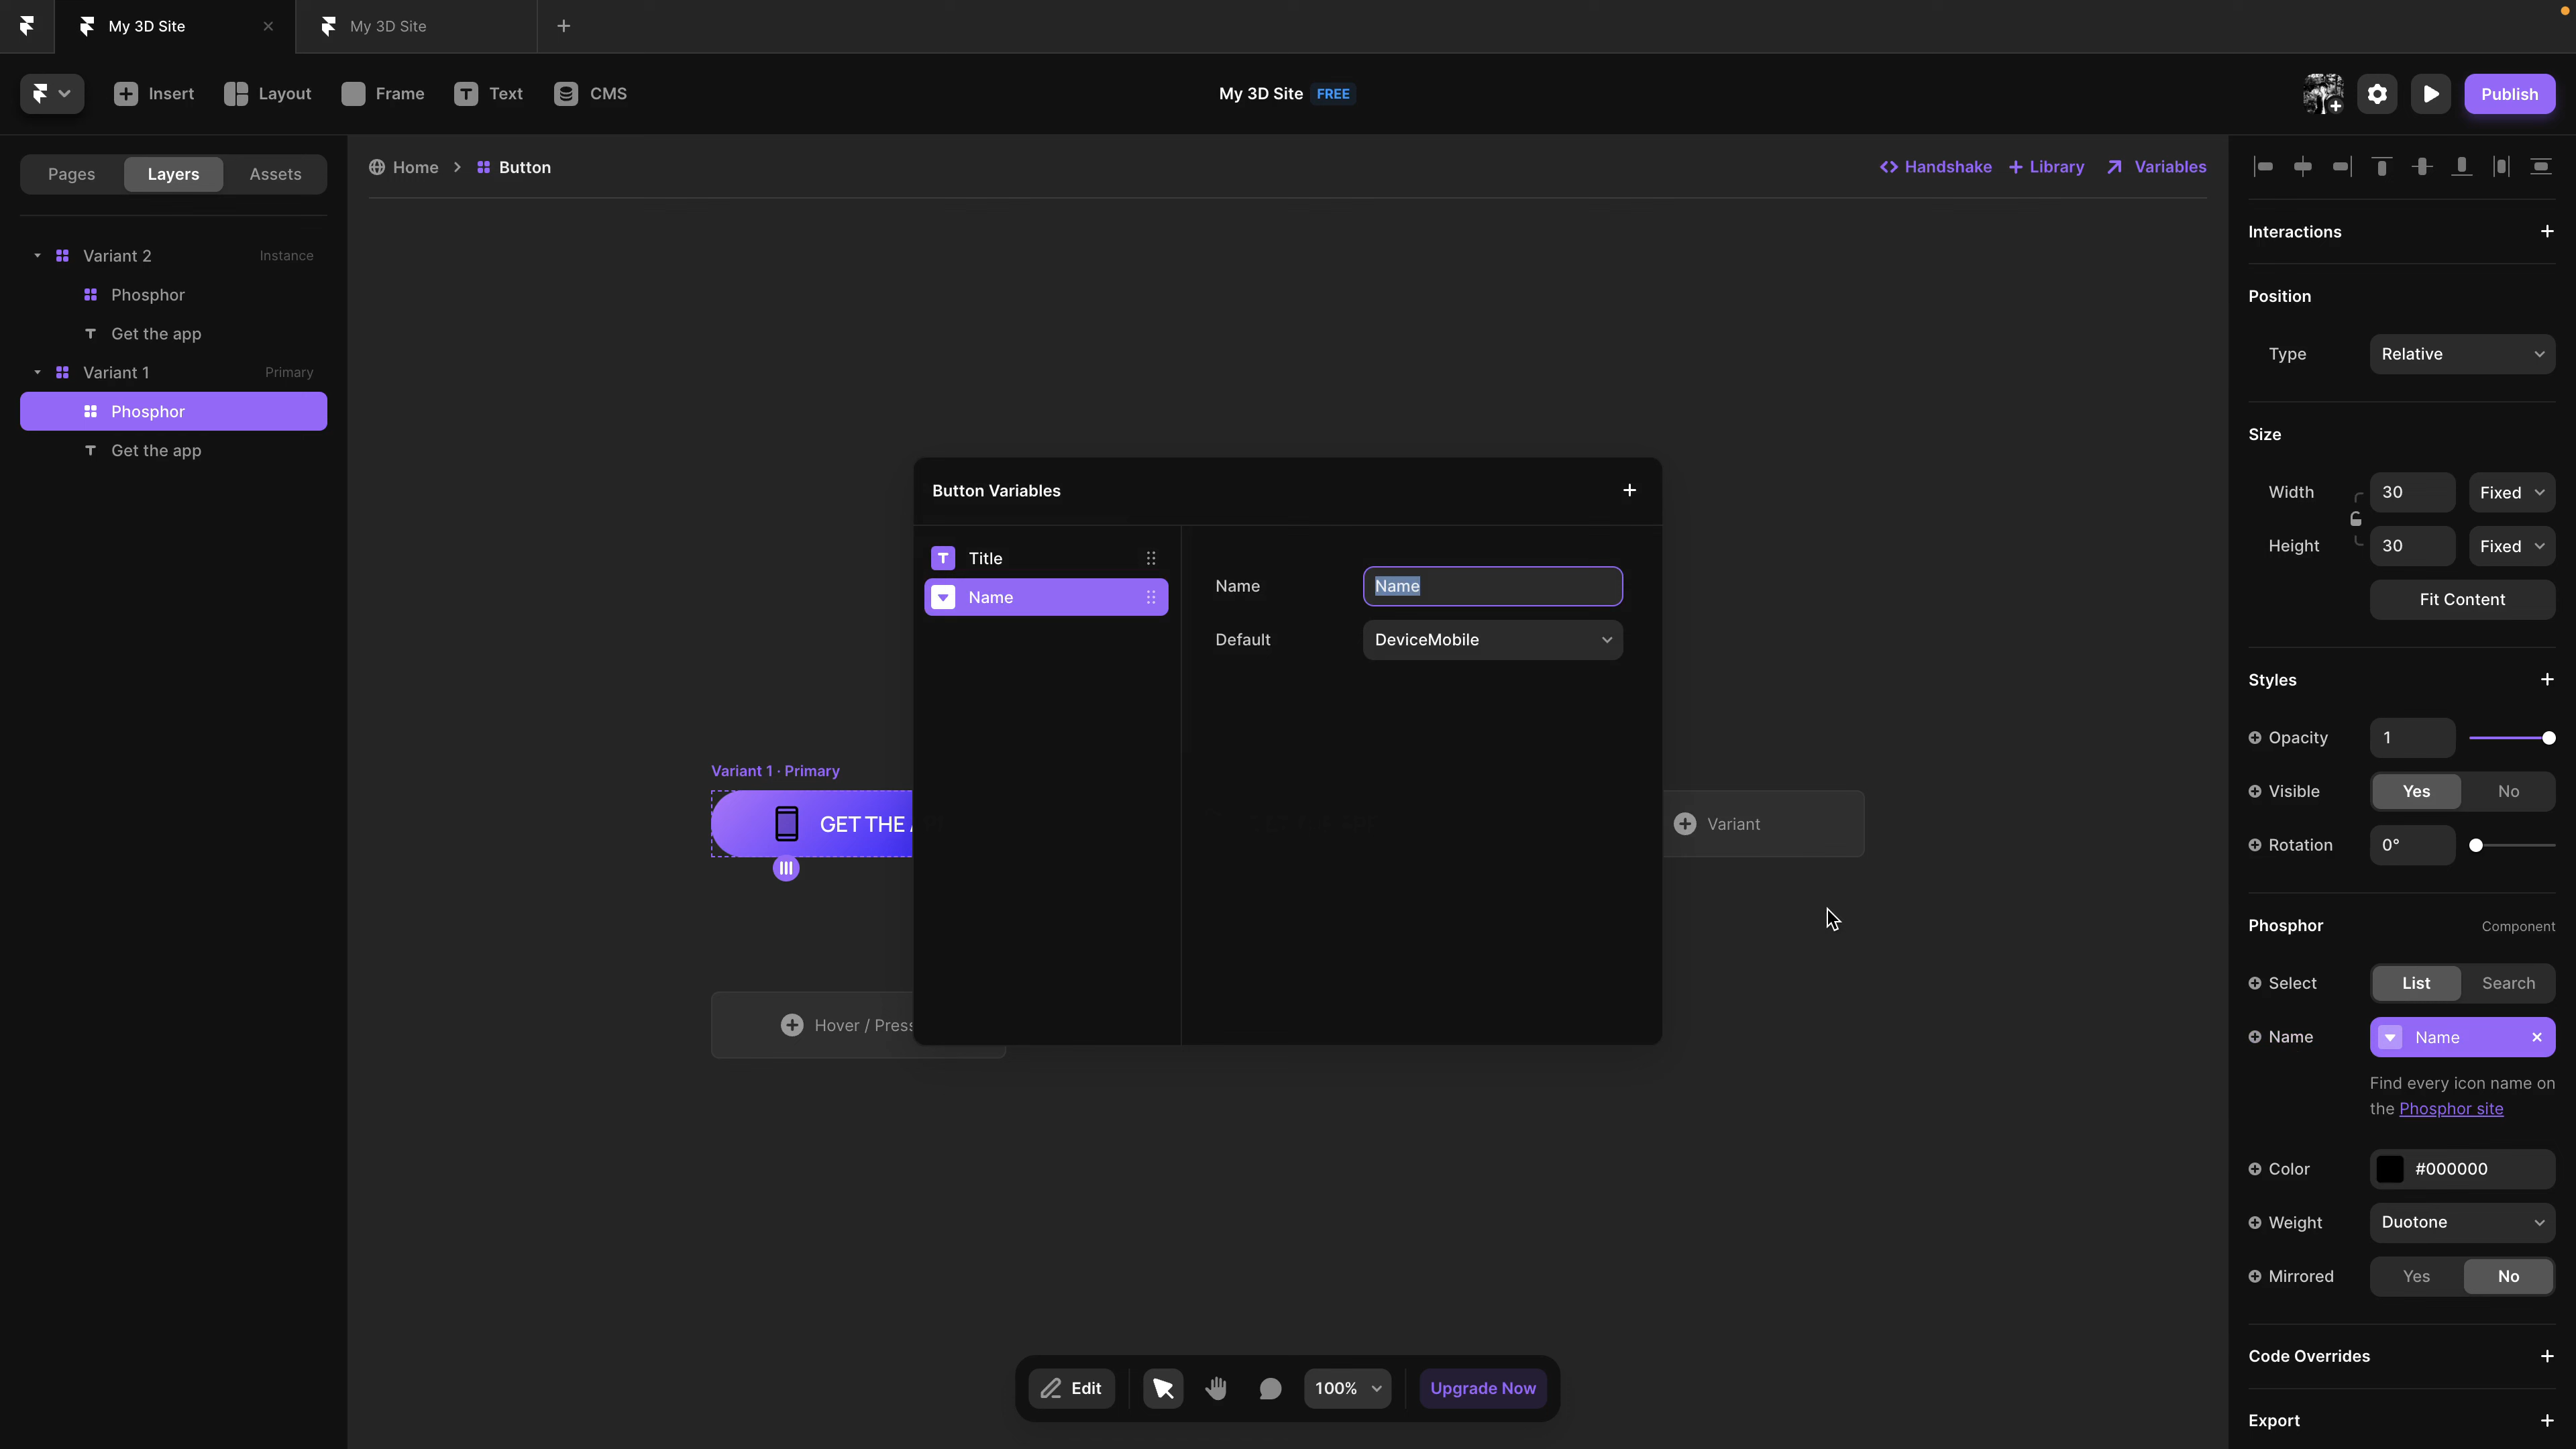 My 3D Site
My 3D Site
Insert
Layout
Frame
Text
CMS
My 3D Site FREE
Publish
Pages
Layers
Assets
Variant 2 Instance
Phosphor
Get the app
Variant 1 Primary
Phosphor
Get the app
Home
Button
Handshake
Library
Variables
Button Variables
Title
Name
Name Name
Default DeviceMobile
Variant 1 · Primary
GET THE
Variant
Hover / Press
Edit
100%
Upgrade Now
Interactions
Position
Type Relative
Size
Width 30 Fixed
Height 30 Fixed
Fit Content
Styles
Opacity 1
Visible Yes No
Rotation 0°
Phosphor Component
Select List Search
Name Name
Find every icon name on
the Phosphor site
Color #000000
Weight Duotone
Mirrored Yes No
Code Overrides
Export